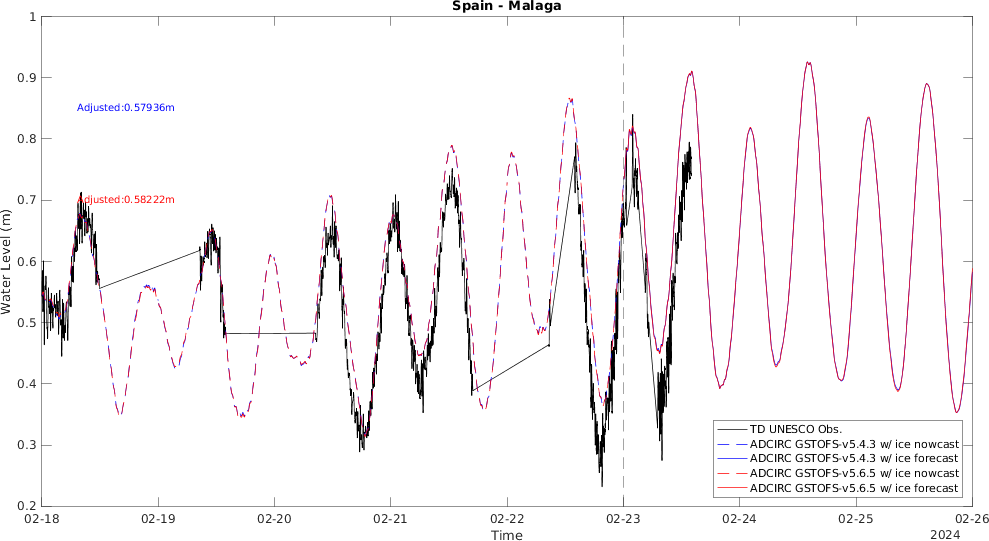 Spain - Malaga
1
0.9
0.8
0.7
0.6
0.5
0.4
0.3
0.2
Water Level (m)
Adjusted:0.57936m
Adjusted:0.58222m
TD UNESCO Obs.
ADCIRC GSTOFS-v5.4.3 w/ ice nowcast
ADCIRC GSTOFS-v5.4.3 w/ ice forecast
ADCIRC GSTOFS-v5.6.5 w/ ice nowcast
ADCIRC GSTOFS-v5.6.5 w/ ice forecast
02-18 02-19 02-20 02-21 02-22 02-23 02-24 02-25 02-26
Time
2024